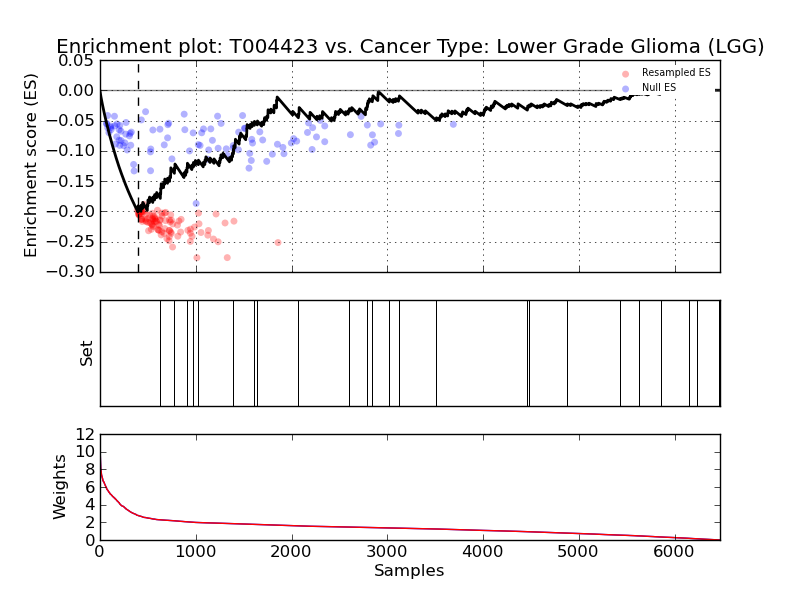 Enrichment plot: T004423 vs. Cancer Type: Lower Grade Glioma (LGG)
Enrichment score (ES)
0.05
0.00
−0.05
−0.10
−0.15
−0.20
−0.25
−0.30
Resampled ES
Null ES
Set
Weights
12
10
8
6
4
2
0
0 1000 2000 3000 4000 5000 6000
Samples